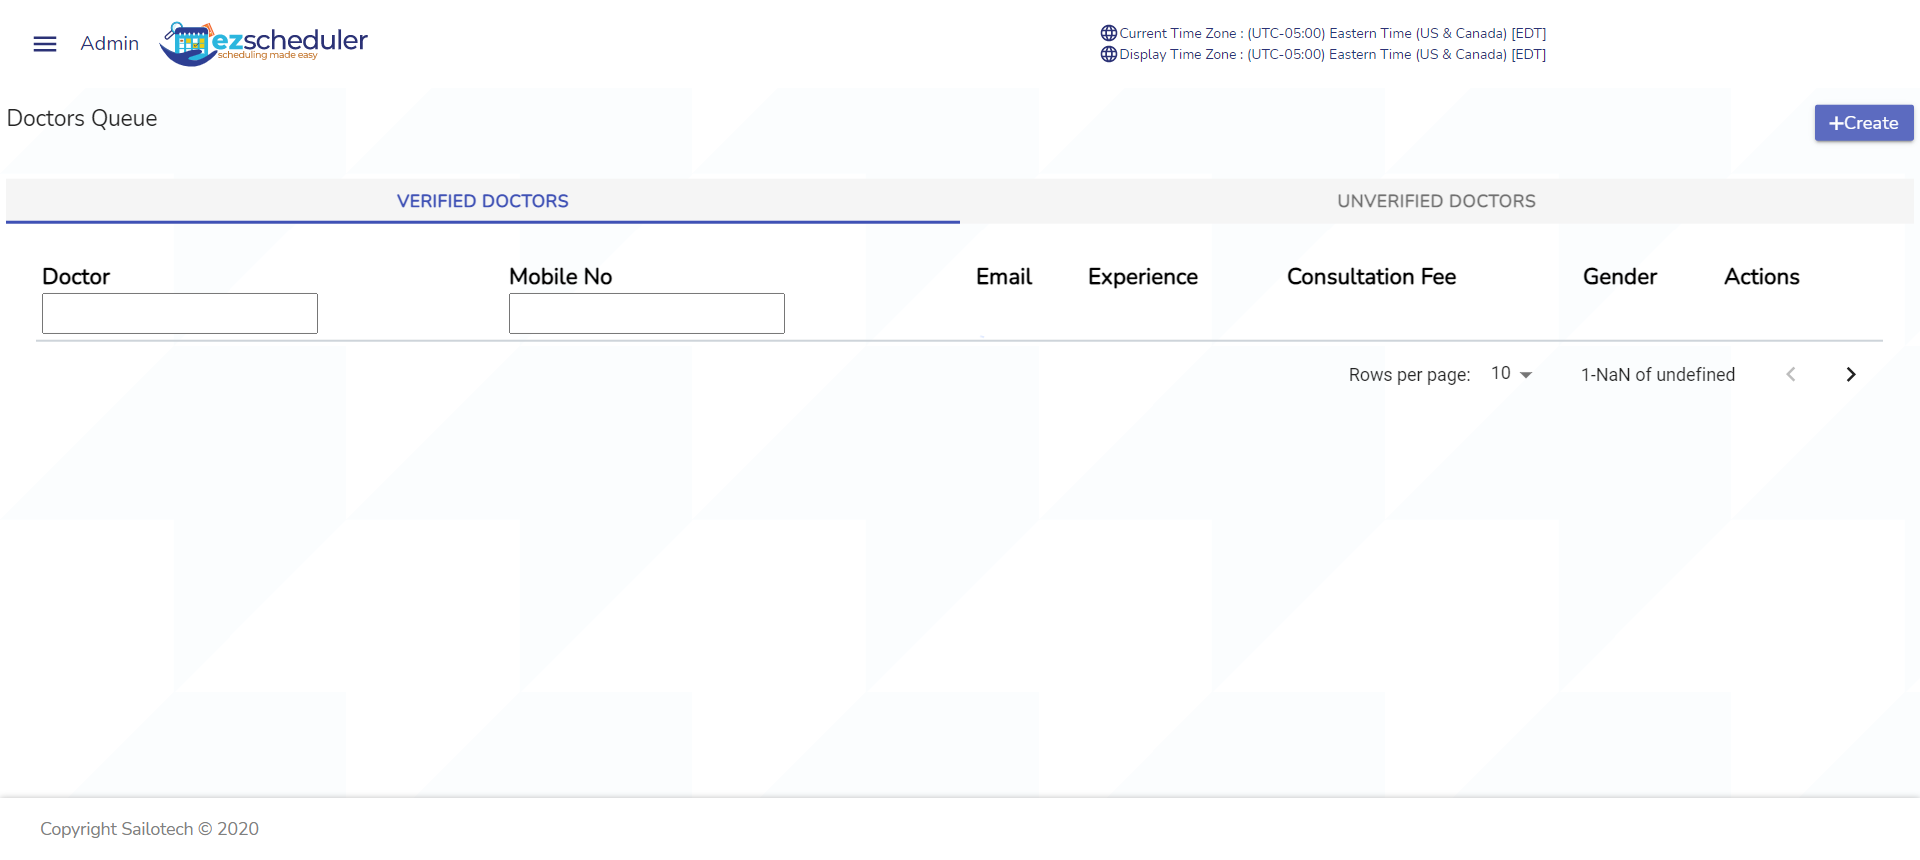 Admin
ezscheduler
scheduling made easy
Current Time Zone : (UTC-05:00) Eastern Time (US & Canada) [EDT]
Display Time Zone : (UTC-05:00) Eastern Time (US & Canada) [EDT]
Doctors Queue
+Create
VERIFIED DOCTORS
UNVERIFIED DOCTORS
Doctor Mobile No Email Experience Consultation Fee Gender Actions
Rows per page: 10 1-NaN of undefined
Copyright Sailotech © 2020